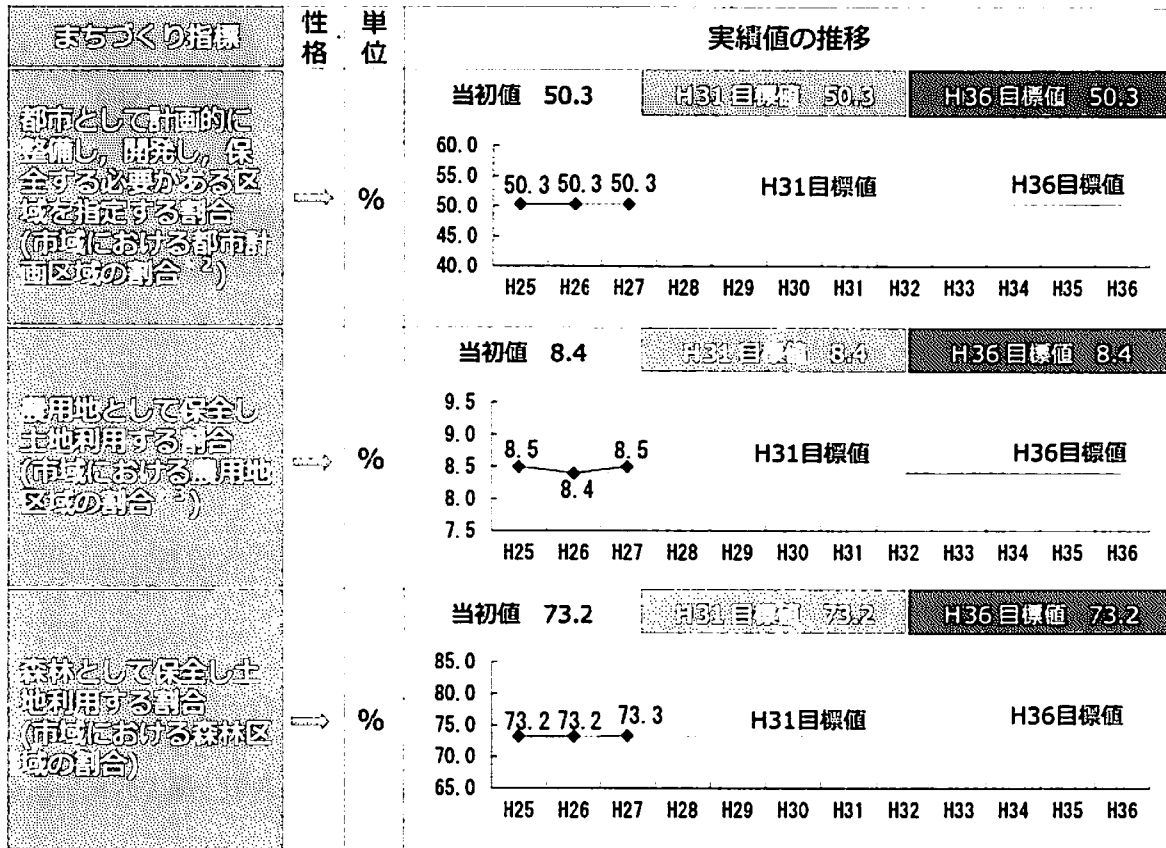 まちづくり指標
性格
単位
実績値の推移
都市として計画的に
整備し，開発し，保
全する必要がある区
域を指定する割合
(市域における都市計
画区域の割合 *2)
⇒
%
当初値 50.3
H31目標値 50.3
H36目標値 50.3
60.0
55.0
50.0
45.0
40.0
50.3 50.3 50.3
H31目標値
H36目標値
H25 H26 H27 H28 H29 H30 H31 H32 H33 H34 H35 H36
農用地として保全し
土地利用する割合
(市域における農用地
区域の割合 *3)
⇒
%
当初値 8.4
H31目標値 8.4
H36目標値 8.4
9.5
9.0
8.5
8.0
7.5
8.5 8.4 8.5
H31目標値
H36目標値
H25 H26 H27 H28 H29 H30 H31 H32 H33 H34 H35 H36
森林として保全し土
地利用する割合
(市域における森林区
域の割合)
⇒
%
当初値 73.2
H31目標値 73.2
H36目標値 73.2
85.0
80.0
75.0
70.0
65.0
73.2 73.2 73.3
H31目標値
H36目標値
H25 H26 H27 H28 H29 H30 H31 H32 H33 H34 H35 H36